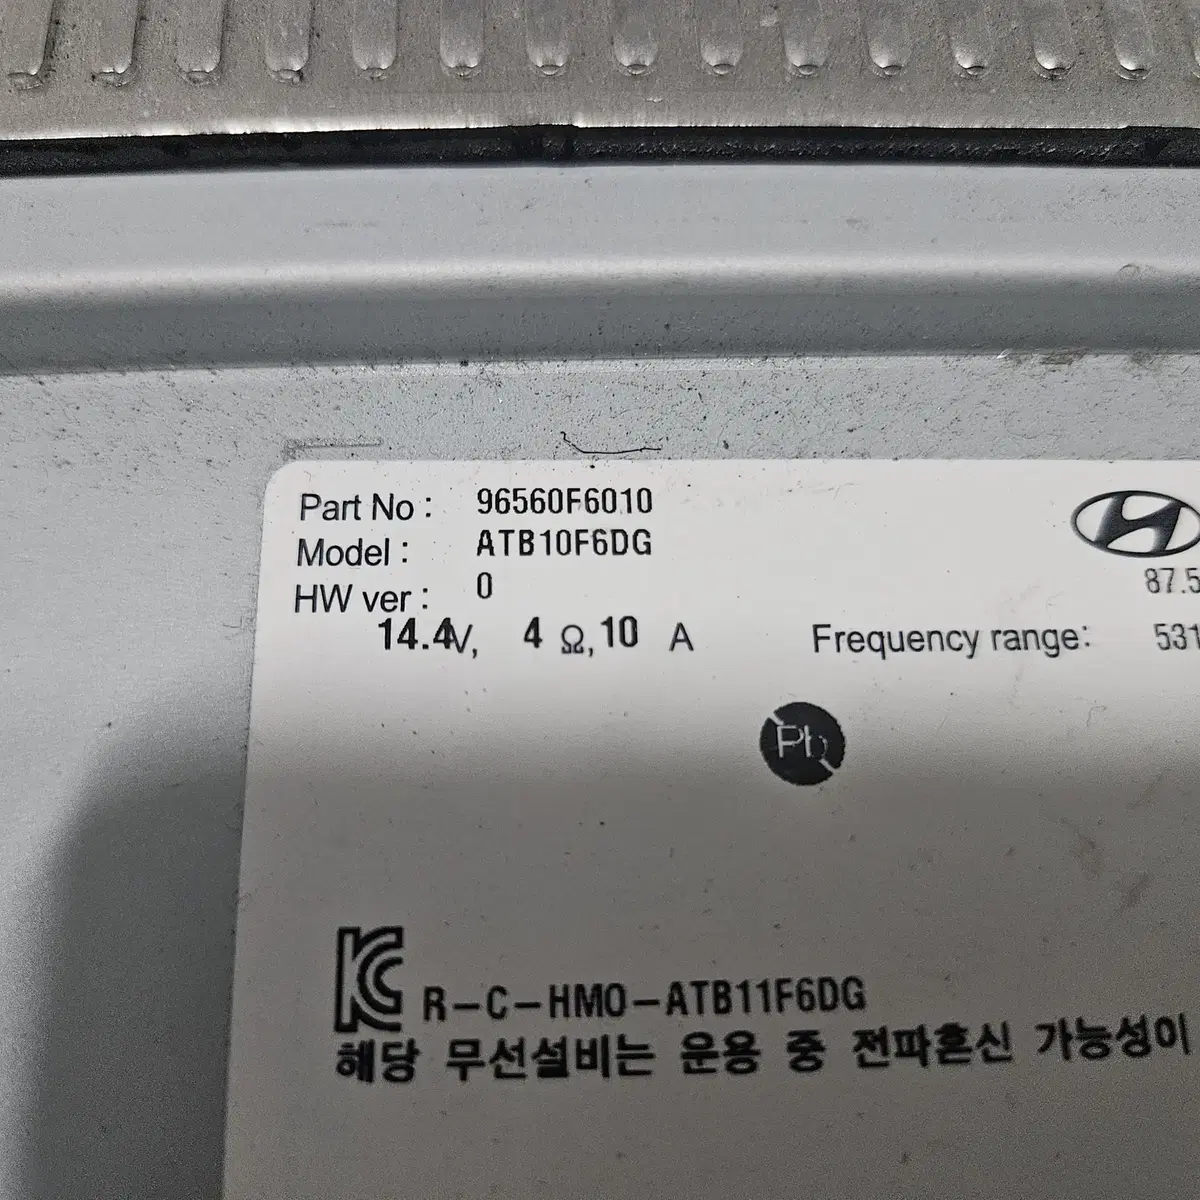 Part No : 96560F6010
Model : ATB10F6DG
HW ver : 0
87.5
14.4V, 4 Ω, 10 A Frequency range: 531
Pb
R-C-HMO-ATB11F6DG
해당 무선설비는 운용 중 전파혼신 가능성이